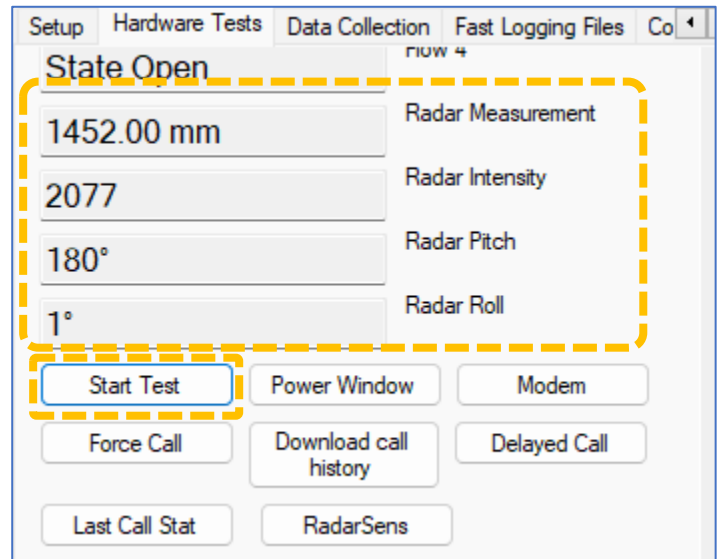 Setup Hardware Tests Data Collection Fast Logging Files Co
State Open Flow 4
1452.00 mm Radar Measurement
2077 Radar Intensity
180° Radar Pitch
1° Radar Roll
Start Test Power Window Modem
Force Call Download call history Delayed Call
Last Call Stat RadarSens